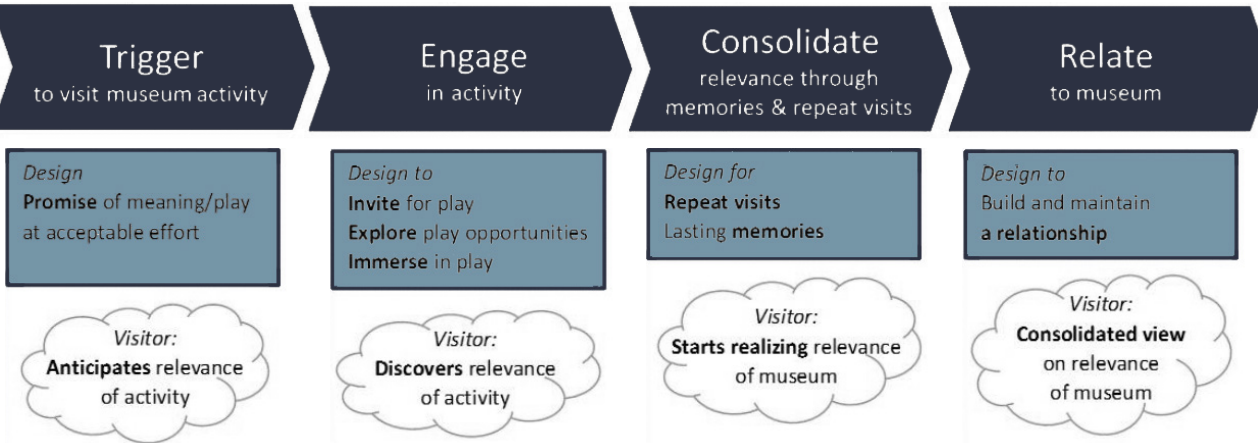 Trigger
to visit museum activity
Engage
in activity
Consolidate
relevance through
memories & repeat visits
Relate
to museum
Design
Promise of meaning/play
at acceptable effort
Design to
Invite for play
Explore play opportunities
Immerse in play
Design for
Repeat visits
Lasting memories
Design to
Build and maintain
a relationship
Visitor:
Anticipates relevance
of activity
Visitor:
Discovers relevance
of activity
Visitor:
Starts realizing relevance
of museum
Visitor:
Consolidated view
on relevance
of museum